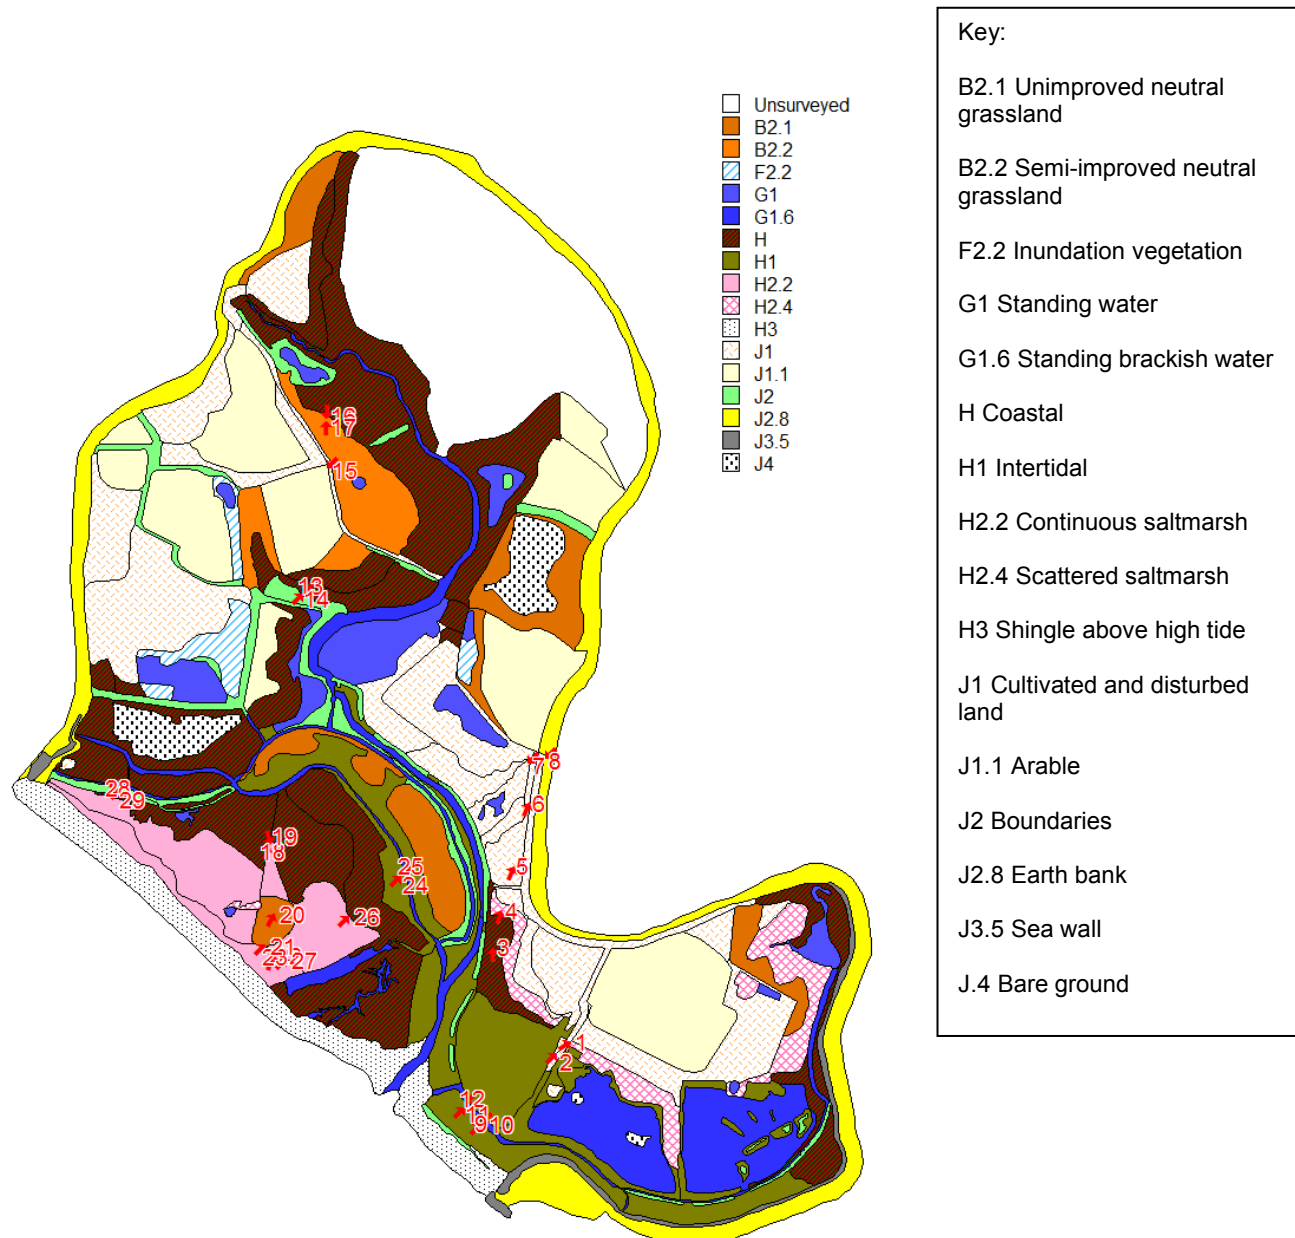 Key:
B2.1 Unimproved neutral
grassland
B2.2 Semi-improved neutral
grassland
F2.2 Inundation vegetation
G1 Standing water
G1.6 Standing brackish water
H Coastal
H1 Intertidal
H2.2 Continuous saltmarsh
H2.4 Scattered saltmarsh
H3 Shingle above high tide
J1 Cultivated and disturbed
land
J1.1 Arable
J2 Boundaries
J2.8 Earth bank
J3.5 Sea wall
J.4 Bare ground
Unsurveyed
B2.1
B2.2
F2.2
G1
G1.6
H
H1
H2.2
H2.4
H3
J1
J1.1
J2
J2.8
J3.5
J4
16
17
15
13
14
7
8
28
29
6
19
18
25
24
5
20
26
4
21
23
27
3
1
2
12
11
9
10